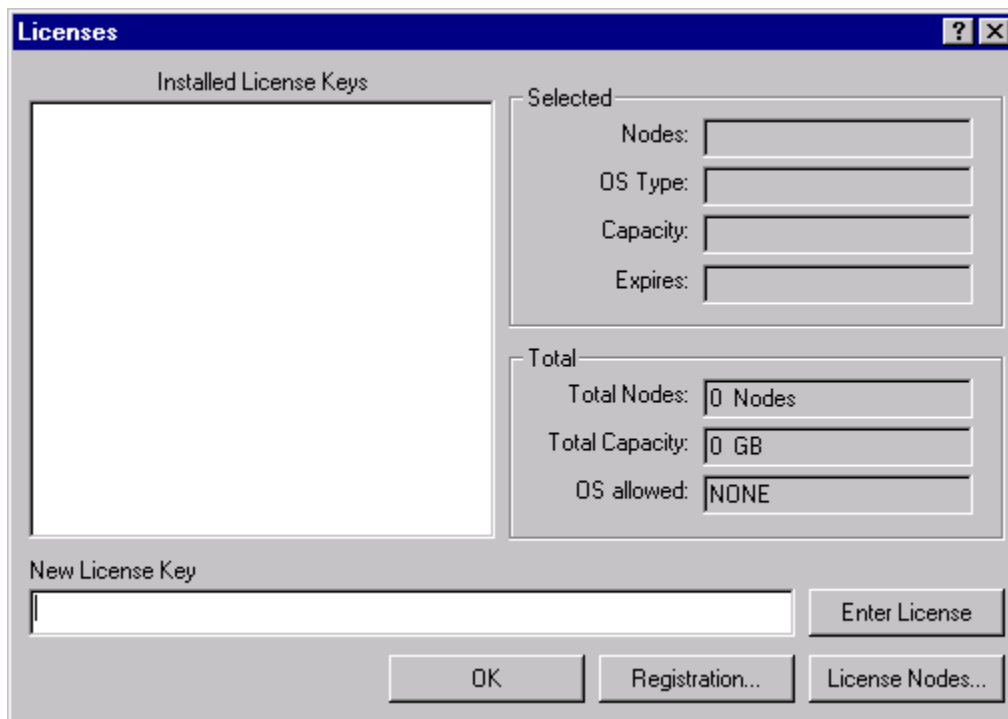 Licenses
Installed License Keys
Selected
Nodes:
OS Type:
Capacity:
Expires:
Total
Total Nodes: 0 Nodes
Total Capacity: 0 GB
OS allowed: NONE
New License Key
Enter License
OK
Registration...
License Nodes...